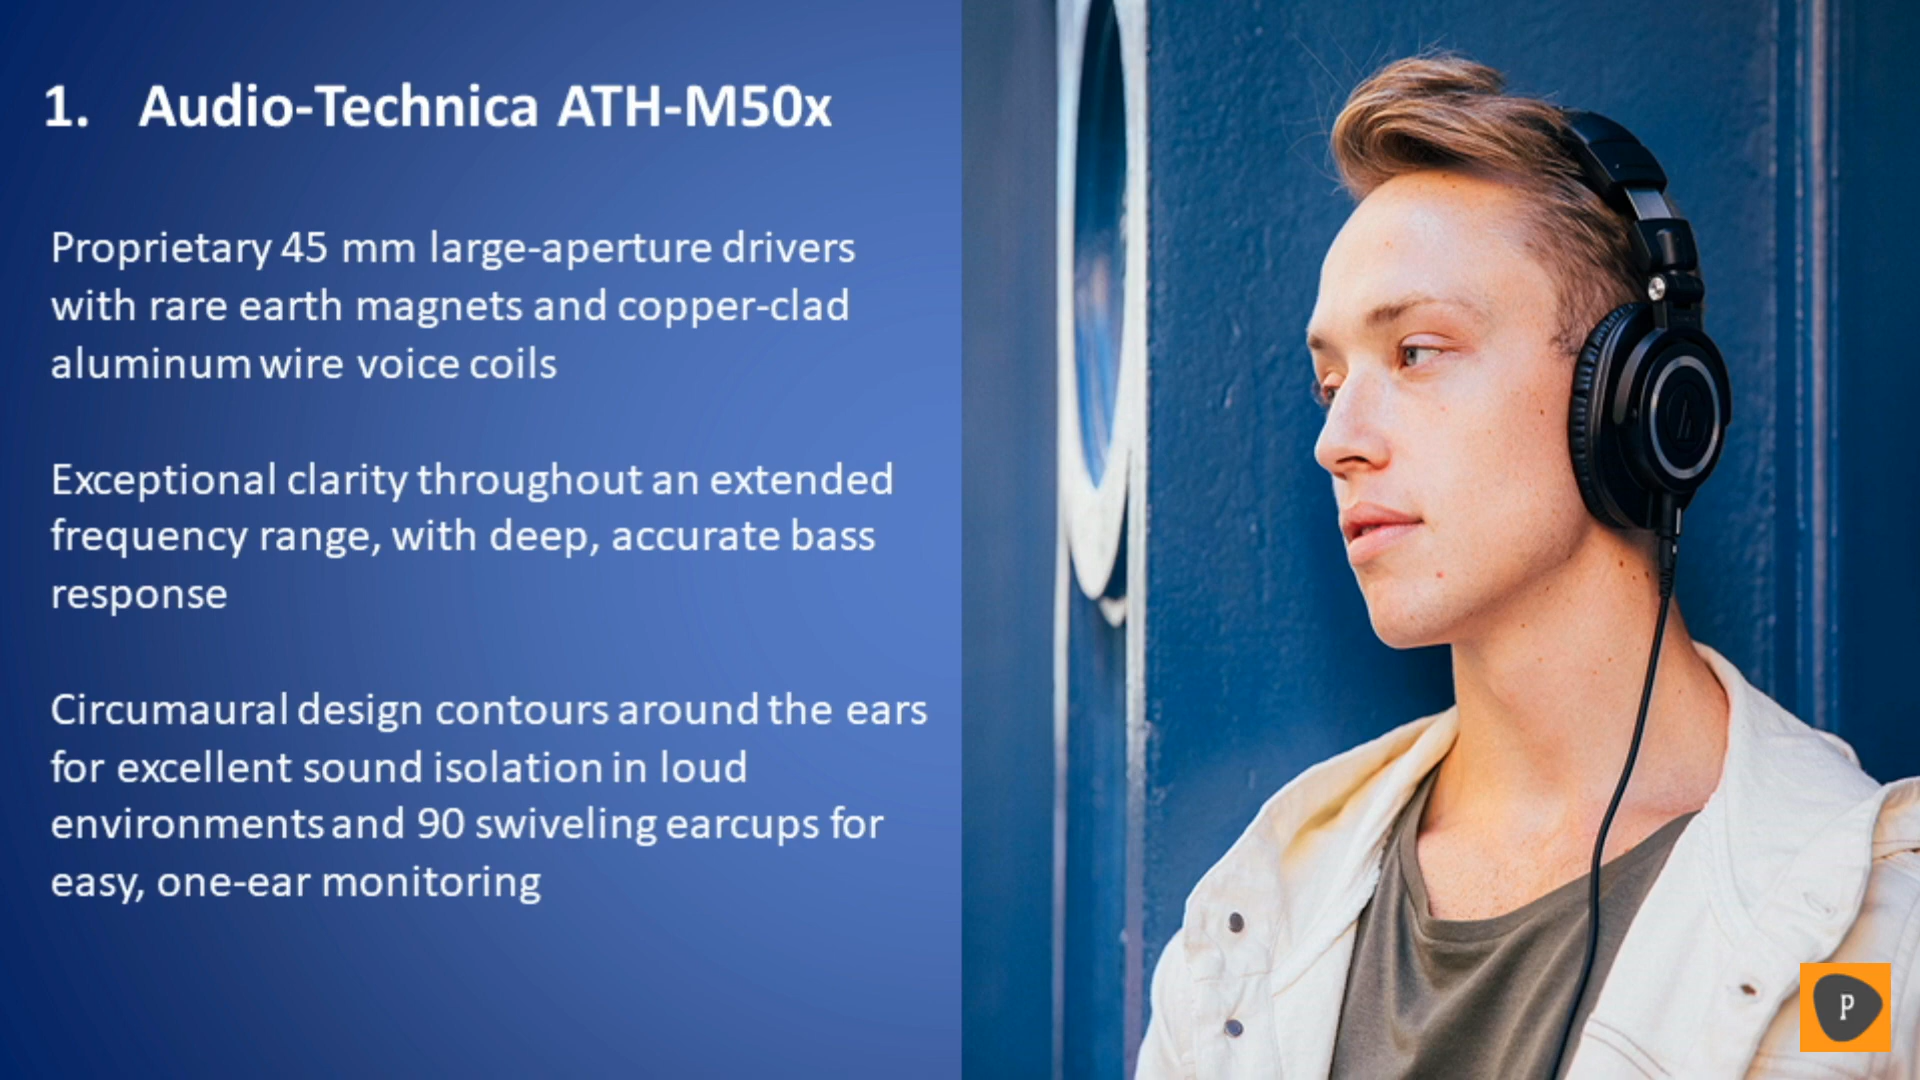 1. Audio-Technica ATH-M50x
Proprietary 45 mm large-aperture drivers
with rare earth magnets and copper-clad
aluminum wire voice coils
Exceptional clarity throughout an extended
frequency range, with deep, accurate bass
response
Circumaural design contours around the ears
for excellent sound isolation in loud
environments and 90 swiveling earcups for
easy, one-ear monitoring
P